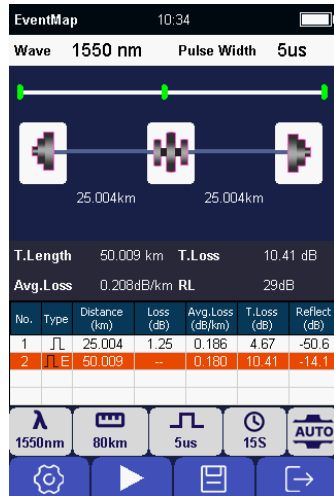 EventMap 10:34
Wave 1550 nm Pulse Width 5us
25.004km 25.004km
T.Length 50.009 km T.Loss 10.41 dB
Avg.Loss 0.208dB/km RL 29dB
No. Type Distance (km) Loss (dB) Avg.Loss (dB/km) T.Loss (dB) Reflect (dB)
1 25.004 1.25 0.186 4.67 -50.6
2 E 50.009 -- 0.180 10.41 -14.1
λ AUTO
1550nm 80km 5us 15S